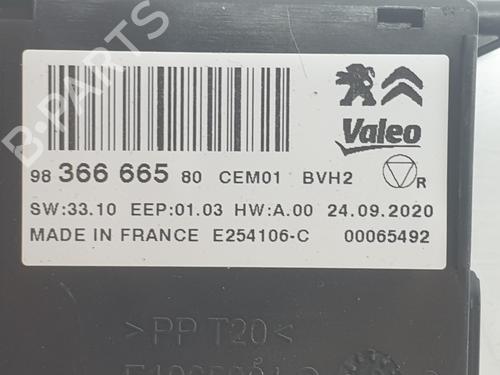 B-PARTS
Valeo
98 366 665 80 CEM01 BVH2
R
SW:33.10 EEP:01.03 HW:A.00 24.09.2020
MADE IN FRANCE E254106-C 00065492
>PP T20<